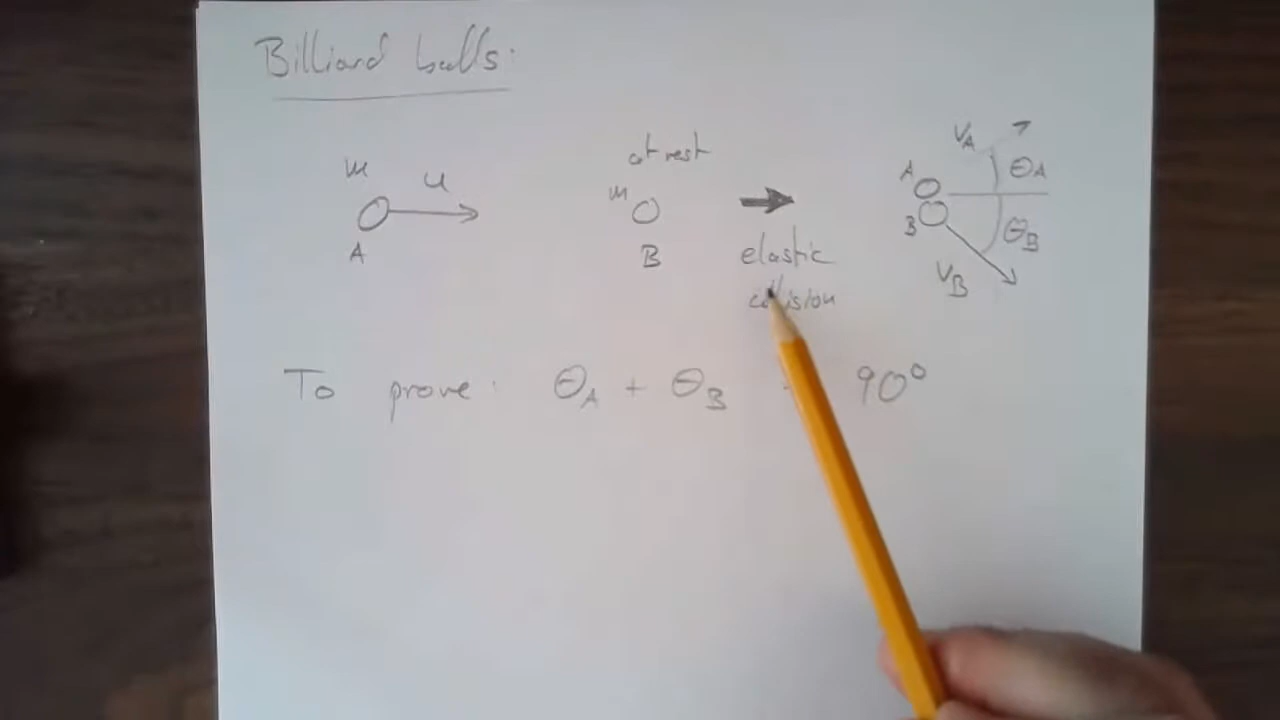 Billiard balls:
at rest
m u m
A B
elastic
collision
V_A θ_A
A
B θ_B
V_B
To prove: θ_A + θ_B = 90°